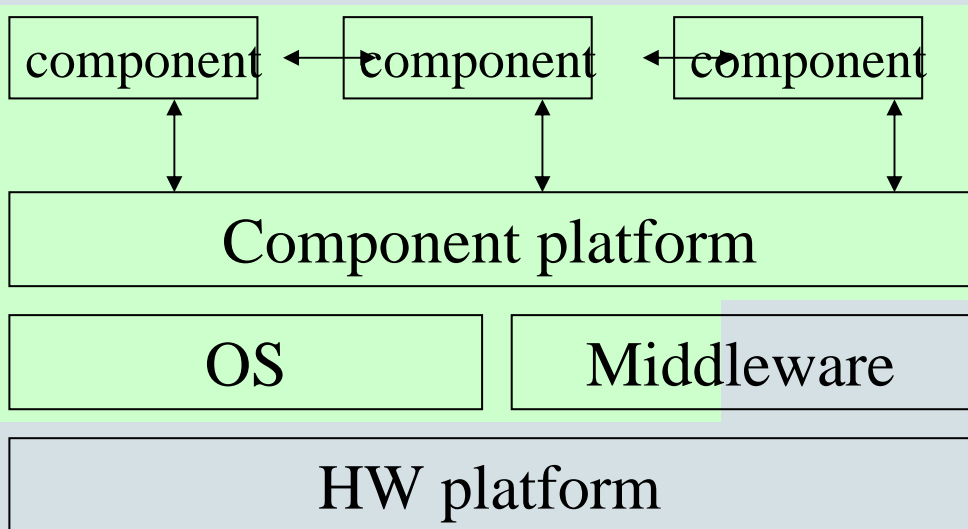 component component component
Component platform
OS Middleware
HW platform